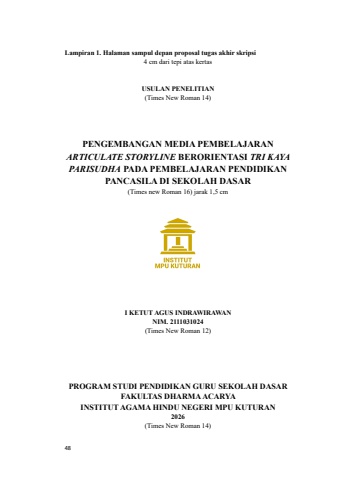 Lampiran 1. Halaman sampul depan proposal tugas akhir skripsi
4 cm dari tepi atas kertas
USULAN PENELITIAN
(Times New Roman 14)
PENGEMBANGAN MEDIA PEMBELAJARAN
ARTICULATE STORYLINE BERORIENTASI TRI KAYA
PARISUDHA PADA PEMBELAJARAN PENDIDIKAN
PANCASILA DI SEKOLAH DASAR
(Times new Roman 16) jarak 1,5 cm
INSTITUT
MPU KUTURAN
I KETUT AGUS INDRAWIRAWAN
NIM. 2111031024
(Times New Roman 12)
PROGRAM STUDI PENDIDIKAN GURU SEKOLAH DASAR
FAKULTAS DHARMA ACARYA
INSTITUT AGAMA HINDU NEGERI MPU KUTURAN
2026
(Times New Roman 14)
48